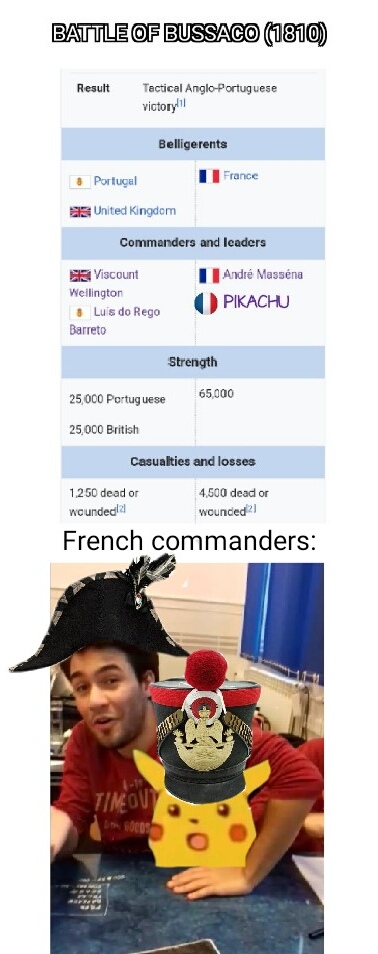 BATTLE OF BUSSACO (1810)
Result Tactical Anglo-Portuguese
victory[1]
Belligerents
Portugal France
United Kingdom
Commanders and leaders
Viscount André Masséna
Wellington PIKACHU
Luís do Rego
Barreto
Strength
25,000 Portuguese 65,000
25,000 British
Casualties and losses
1,250 dead or 4,500 dead or
wounded[2] wounded[2]
French commanders:
TIMEOUT